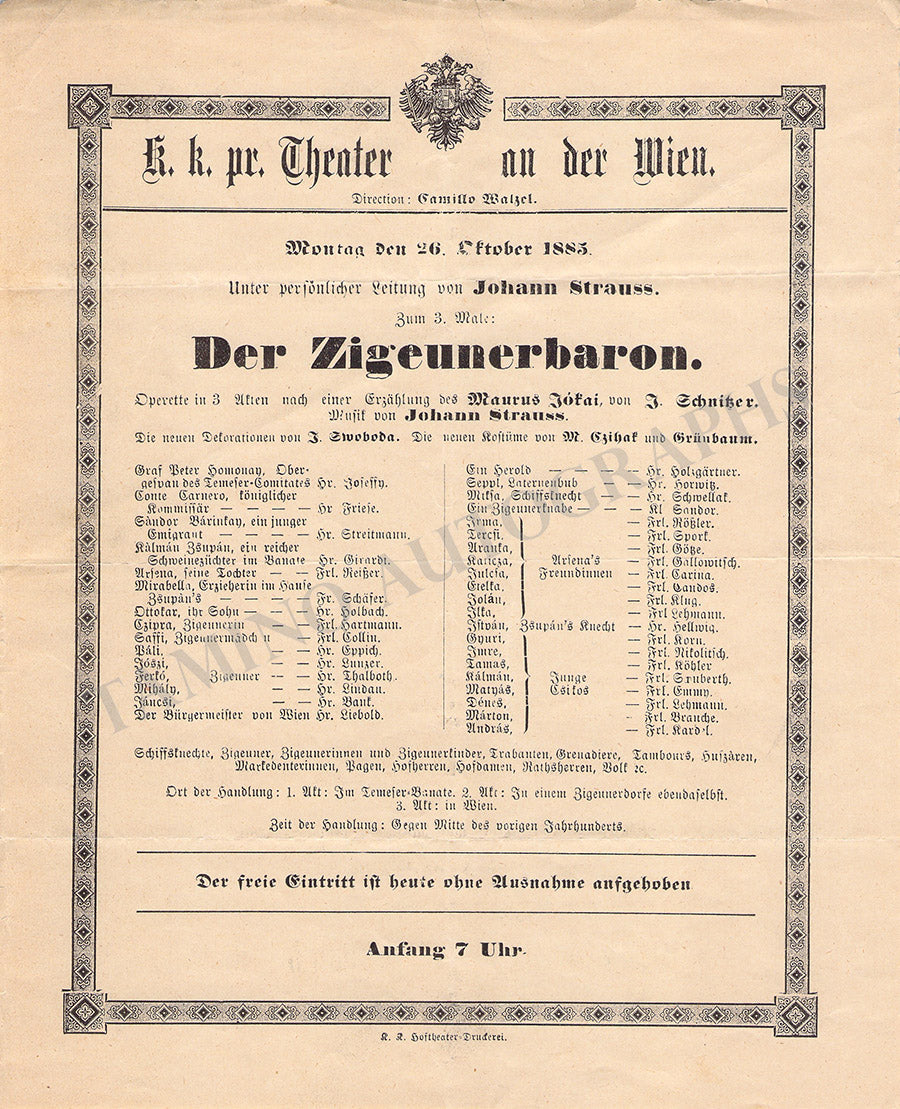 K. k. pr. Theater an der Wien.
Direction: Camillo Walzel.
Montag den 26. Oktober 1885.
Unter persönlicher Leitung von Johann Strauss.
Zum 3. Male:
Der Zigeunerbaron.
Operette in 3 Akten nach einer Erzählung des Maurus Jókai, von J. Schnitzer.
Musik von Johann Strauss.
Die neuen Dekorationen von J. Swoboda. Die neuen Kostüme von M. Czihak und Grünbaum.
Graf Peter Homonay, Ober-
gespan des Temeser-Comitates Hr. Joseffy.
Conte Carnero, königlicher
Kommissär — — — — Hr Friese.
Sándor Bárinkay, ein junger
Emigrant — — — — Hr. Streitmann.
Kálmán Zsupán, ein reicher
Schweinezüchter im Banate Hr. Girardi.
Arsena, seine Tochter — — Frl. Reißer.
Mirabella, Erzieherin im Hause
Zsupán's — — — — Fr. Schäfer.
Ottokar, ihr Sohn — — — Hr. Holbach.
Czipra, Zigeunerin — — Frl. Hartmann.
Saffi, Zigeunermädchen — Frl. Collin.
Páli, — — Hr. Eppich.
Józsi, — — Hr. Lunzer.
Ferkó, Zigeuner — — Hr. Thalboth.
Mihály, — — Hr. Lindau.
Jáncsi, — — Hr. Bank.
Der Bürgermeister von Wien Hr. Liebold.
Ein Herold — — — — Hr. Holzgärtner.
Seppl, Laternenbub — — Hr. Horwitz.
Miksa, Schiffsknecht — — — Hr. Schwellak.
Ein Zigeunerknabe — — — Kl Sandor.
Irma, — Frl. Rößler.
Tercsi, — Frl. Spork.
Aranka, — Frl. Götze.
Katicza, Arsena's — Frl. Gallowitsch.
Julcsa, Freundinnen — Frl. Carina.
Etelka, — Frl. Candos.
Jolán, — Frl. Klug.
Ilka, — Frl Lehmann.
István, Zsupán's Knecht — Hr. Hellwig.
Gyuri, — Frl. Korn.
Imre, — Frl. Nikolitsch.
Tamas, — Frl. Köhler
Kálmán, Junge — Frl. Struberth.
Matyás, Csikos — Frl. Emmy.
Dénes, — Frl. Lehmann.
Márton, - Frl. Branche.
András, — Frl. Kardl.
Schiffsknechte, Zigeuner, Zigeunerinnen und Zigeunerkinder, Trabanten, Grenadiere, Tambours, Huszáren,
Marketenterinnen, Pagen, Hofherren, Hofdamen, Rathsherren, Volk ꝛc.
Ort der Handlung: 1. Akt: Im Temeser-Banate. 2. Akt: In einem Zigeunerdorfe ebendaselbst.
3. Akt: in Wien.
Zeit der Handlung: Gegen Mitte des vorigen Jahrhunderts.
Der freie Eintritt ist heute ohne Ausnahme aufgehoben
Anfang 7 Uhr.
K. K. Hoftheater-Druckerei.
TAMINO AUTOGRAPHS